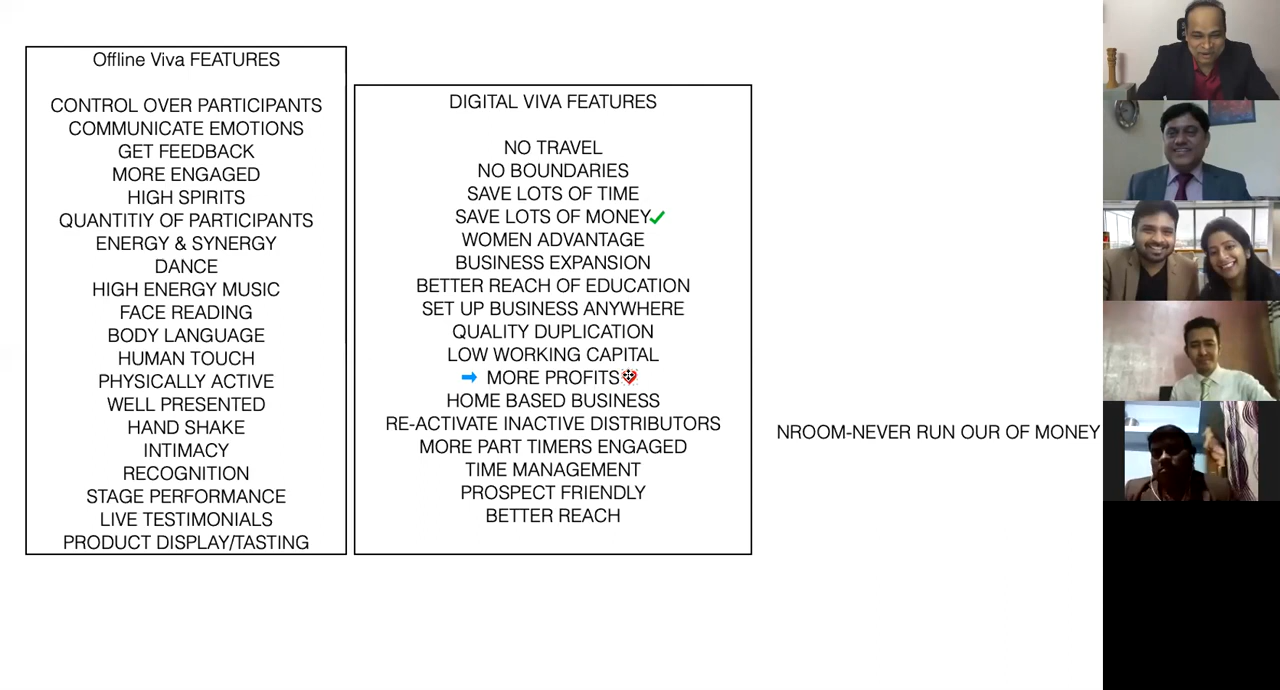 Offline Viva FEATURES
CONTROL OVER PARTICIPANTS
COMMUNICATE EMOTIONS
GET FEEDBACK
MORE ENGAGED
HIGH SPIRITS
QUANTITIY OF PARTICIPANTS
ENERGY & SYNERGY
DANCE
HIGH ENERGY MUSIC
FACE READING
BODY LANGUAGE
HUMAN TOUCH
PHYSICALLY ACTIVE
WELL PRESENTED
HAND SHAKE
INTIMACY
RECOGNITION
STAGE PERFORMANCE
LIVE TESTIMONIALS
PRODUCT DISPLAY/TASTING
DIGITAL VIVA FEATURES
NO TRAVEL
NO BOUNDARIES
SAVE LOTS OF TIME
SAVE LOTS OF MONEY
WOMEN ADVANTAGE
BUSINESS EXPANSION
BETTER REACH OF EDUCATION
SET UP BUSINESS ANYWHERE
QUALITY DUPLICATION
LOW WORKING CAPITAL
MORE PROFITS
HOME BASED BUSINESS
RE-ACTIVATE INACTIVE DISTRIBUTORS
MORE PART TIMERS ENGAGED
TIME MANAGEMENT
PROSPECT FRIENDLY
BETTER REACH
NROOM-NEVER RUN OUR OF MONEY